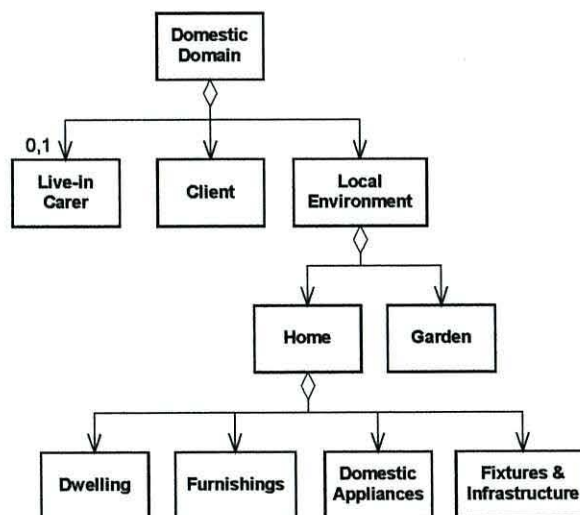 Domestic
Domain
0,1
Live-in
Carer
Client
Local
Environment
Home
Garden
Dwelling
Furnishings
Domestic
Appliances
Fixtures &
Infrastructure